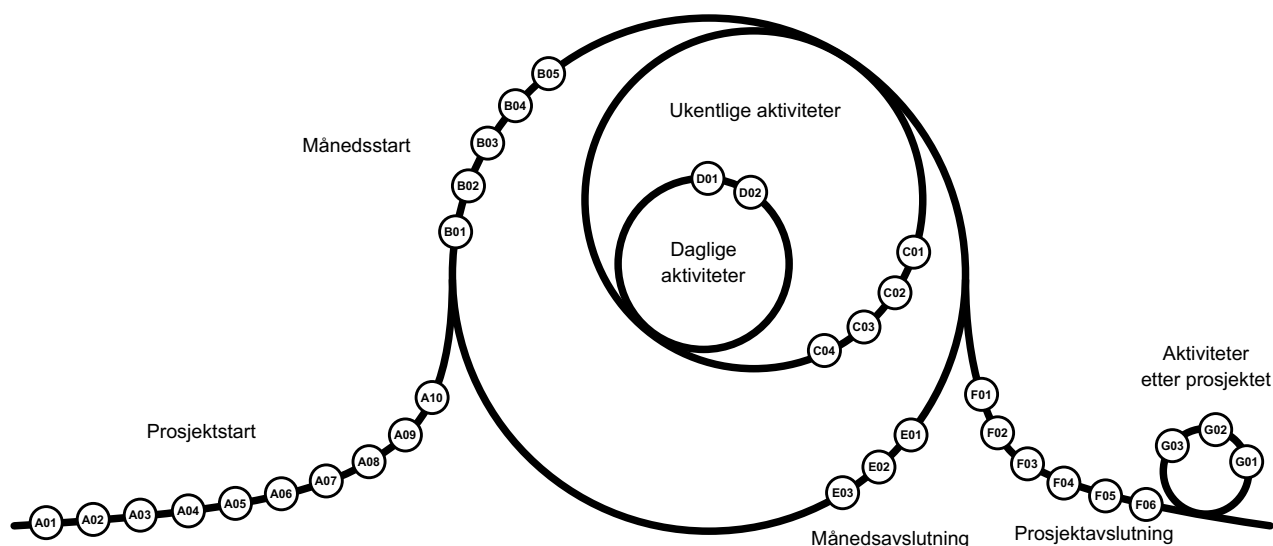 B05
B04
B03
B02
B01
Månedsstart
Ukentlige aktiviteter
D01
D02
Daglige
aktiviteter
C01
C02
C03
C04
A10
A09
A08
A07
A06
A05
A04
A03
A02
A01
Prosjektstart
E01
E02
E03
Månedsavslutning
F01
F02
F03
F04
F05
F06
Prosjektavslutning
Aktiviteter
etter prosjektet
G03
G02
G01